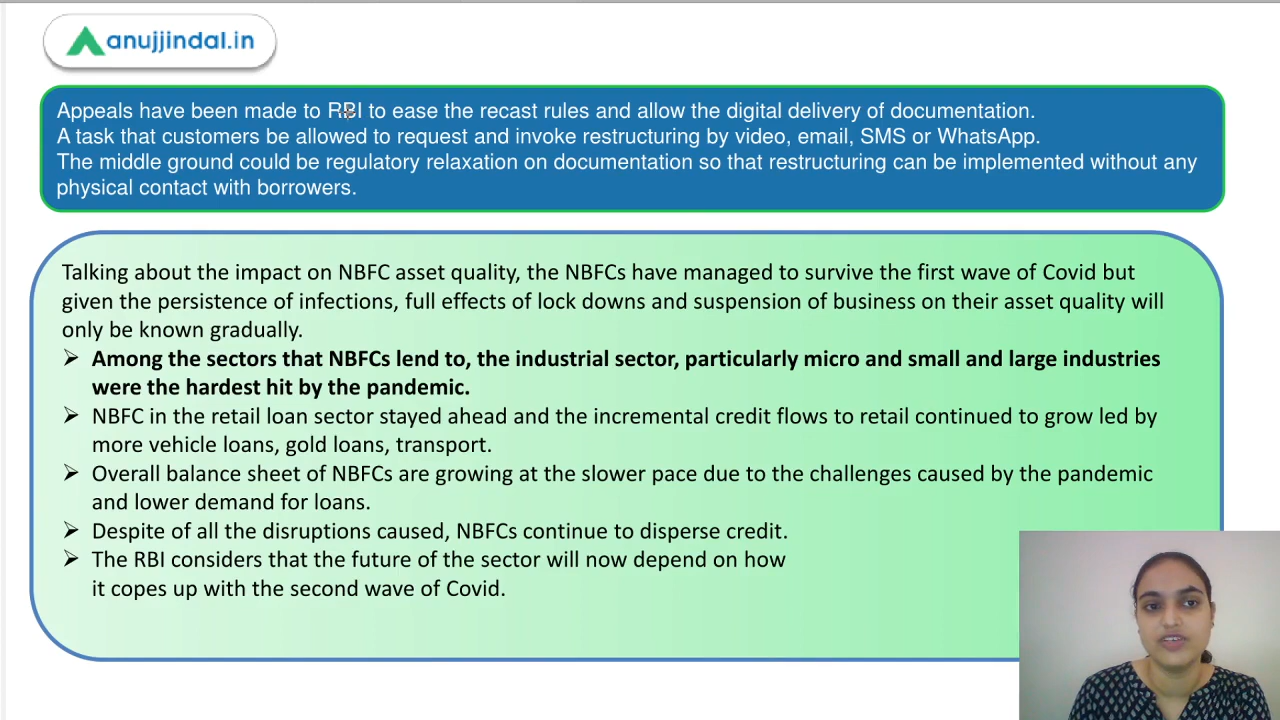 anujjindal.in
Appeals have been made to RBI to ease the recast rules and allow the digital delivery of documentation.
A task that customers be allowed to request and invoke restructuring by video, email, SMS or WhatsApp.
The middle ground could be regulatory relaxation on documentation so that restructuring can be implemented without any
physical contact with borrowers.
Talking about the impact on NBFC asset quality, the NBFCs have managed to survive the first wave of Covid but
given the persistence of infections, full effects of lock downs and suspension of business on their asset quality will
only be known gradually.
➢ Among the sectors that NBFCs lend to, the industrial sector, particularly micro and small and large industries
were the hardest hit by the pandemic.
➢ NBFC in the retail loan sector stayed ahead and the incremental credit flows to retail continued to grow led by
more vehicle loans, gold loans, transport.
➢ Overall balance sheet of NBFCs are growing at the slower pace due to the challenges caused by the pandemic
and lower demand for loans.
➢ Despite of all the disruptions caused, NBFCs continue to disperse credit.
➢ The RBI considers that the future of the sector will now depend on how
it copes up with the second wave of Covid.